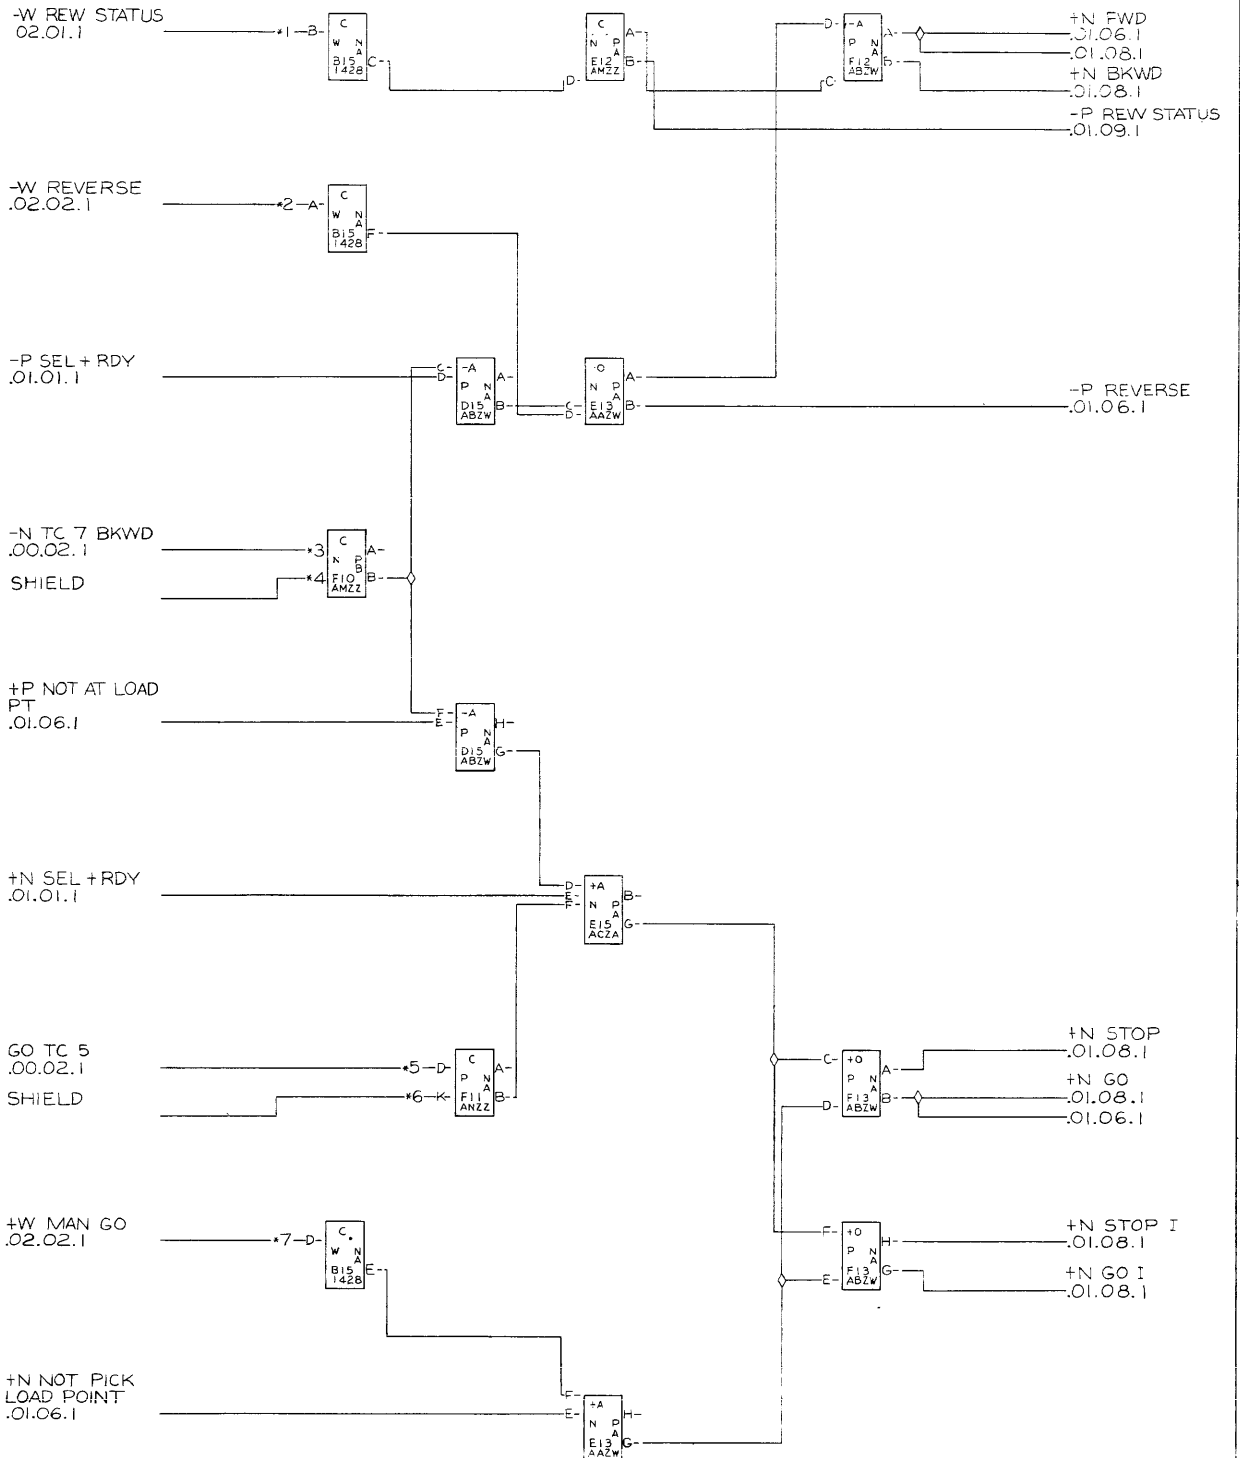 -W REW STATUS
02.01.1
*1-B-
C
W N
A
B15
1428
C-
D-
C
N P
A
E12
AMZZ
A-
B-
D-
C-
-A
P N
A
F12
ABZW
A-
B-
+N FWD
.01.06.1
.01.08.1
+N BKWD
.01.08.1
-P REW STATUS
.01.09.1
-W REVERSE
.02.02.1
*2-A-
C
W N
A
B15
1428
F-
-P SEL + RDY
.01.01.1
C-
D-
-A
P N
A
D15
ABZW
A-
B-
C-
D-
-O
N P
A
E13
AAZW
A-
B-
-P REVERSE
.01.06.1
-N TC 7 BKWD
.00.02.1
SHIELD
*3
*4
C
N P
B
F10
AMZZ
A-
B-
+P NOT AT LOAD
PT
.01.06.1
F-
E-
-A
P N
A
D15
ABZW
H-
G-
+N SEL +RDY
.01.01.1
D-
E-
F-
+A
N P
A
E15
ACZA
B-
G-
GO TC 5
.00.02.1
SHIELD
*5-D-
*6-K-
C
P N
A
F11
ANZZ
A-
B-
C-
D-
+O
P N
A
F13
ABZW
A-
B-
+N STOP
.01.08.1
+N GO
.01.08.1
.01.06.1
+W MAN GO
.02.02.1
*7-D-
C
W N
A
B15
1428
E-
F-
E-
+O
P N
A
F13
ABZW
H-
G-
+N STOP I
.01.08.1
+N GO I
.01.08.1
+N NOT PICK
LOAD POINT
.01.06.1
F-
E-
+A
N P
A
E13
AAZW
H-
G-